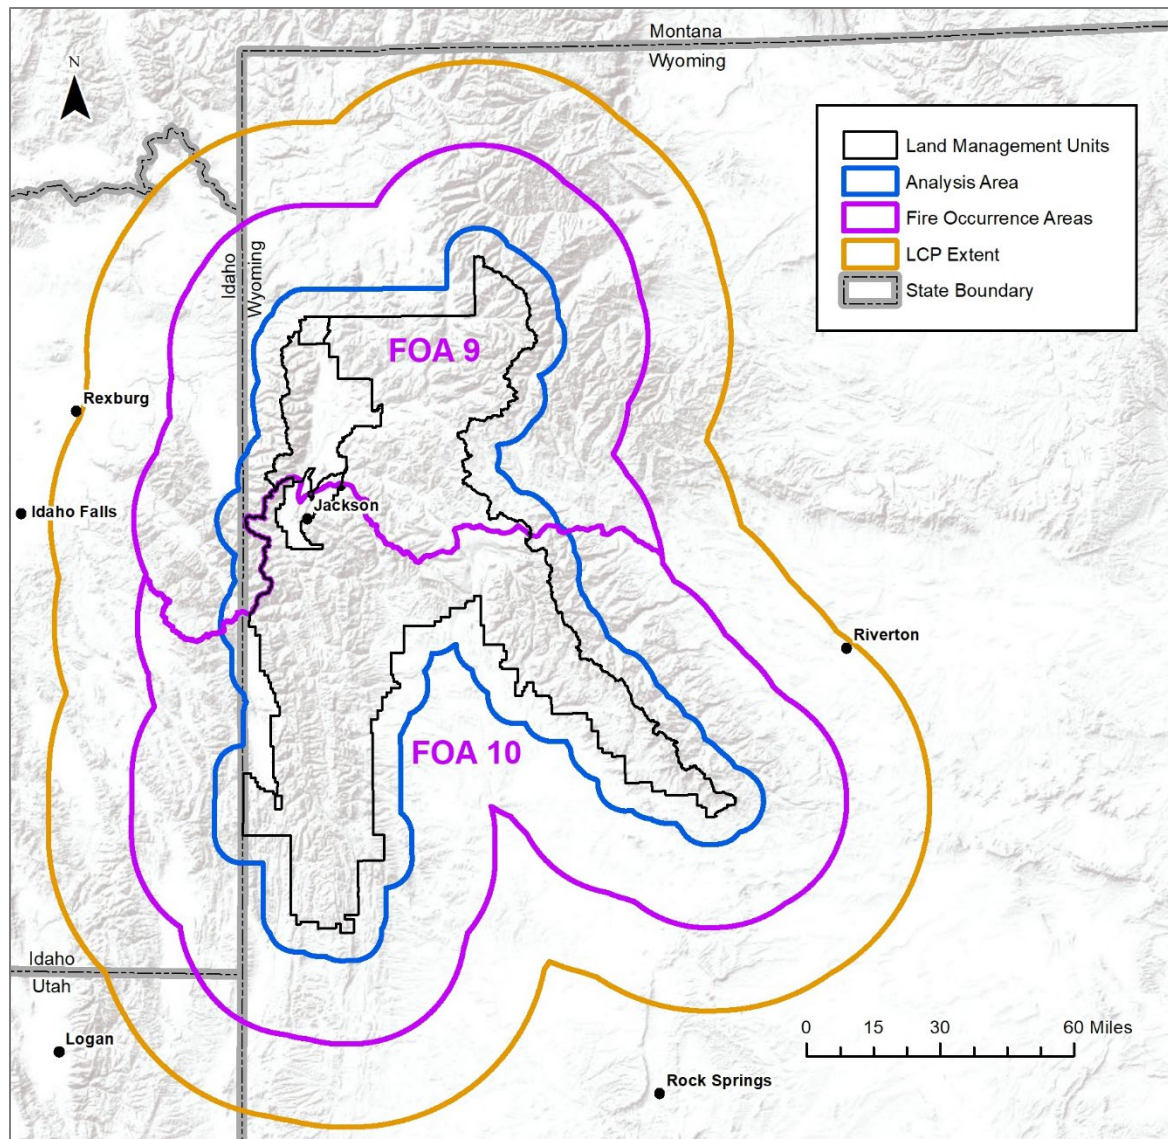 Montana
Wyoming
N
Land Management Units
Analysis Area
Fire Occurrence Areas
LCP Extent
State Boundary
Idaho
Wyoming
FOA 9
Rexburg
Idaho Falls
Jackson
Riverton
FOA 10
Idaho
Utah
Logan
0 15 30 60 Miles
Rock Springs